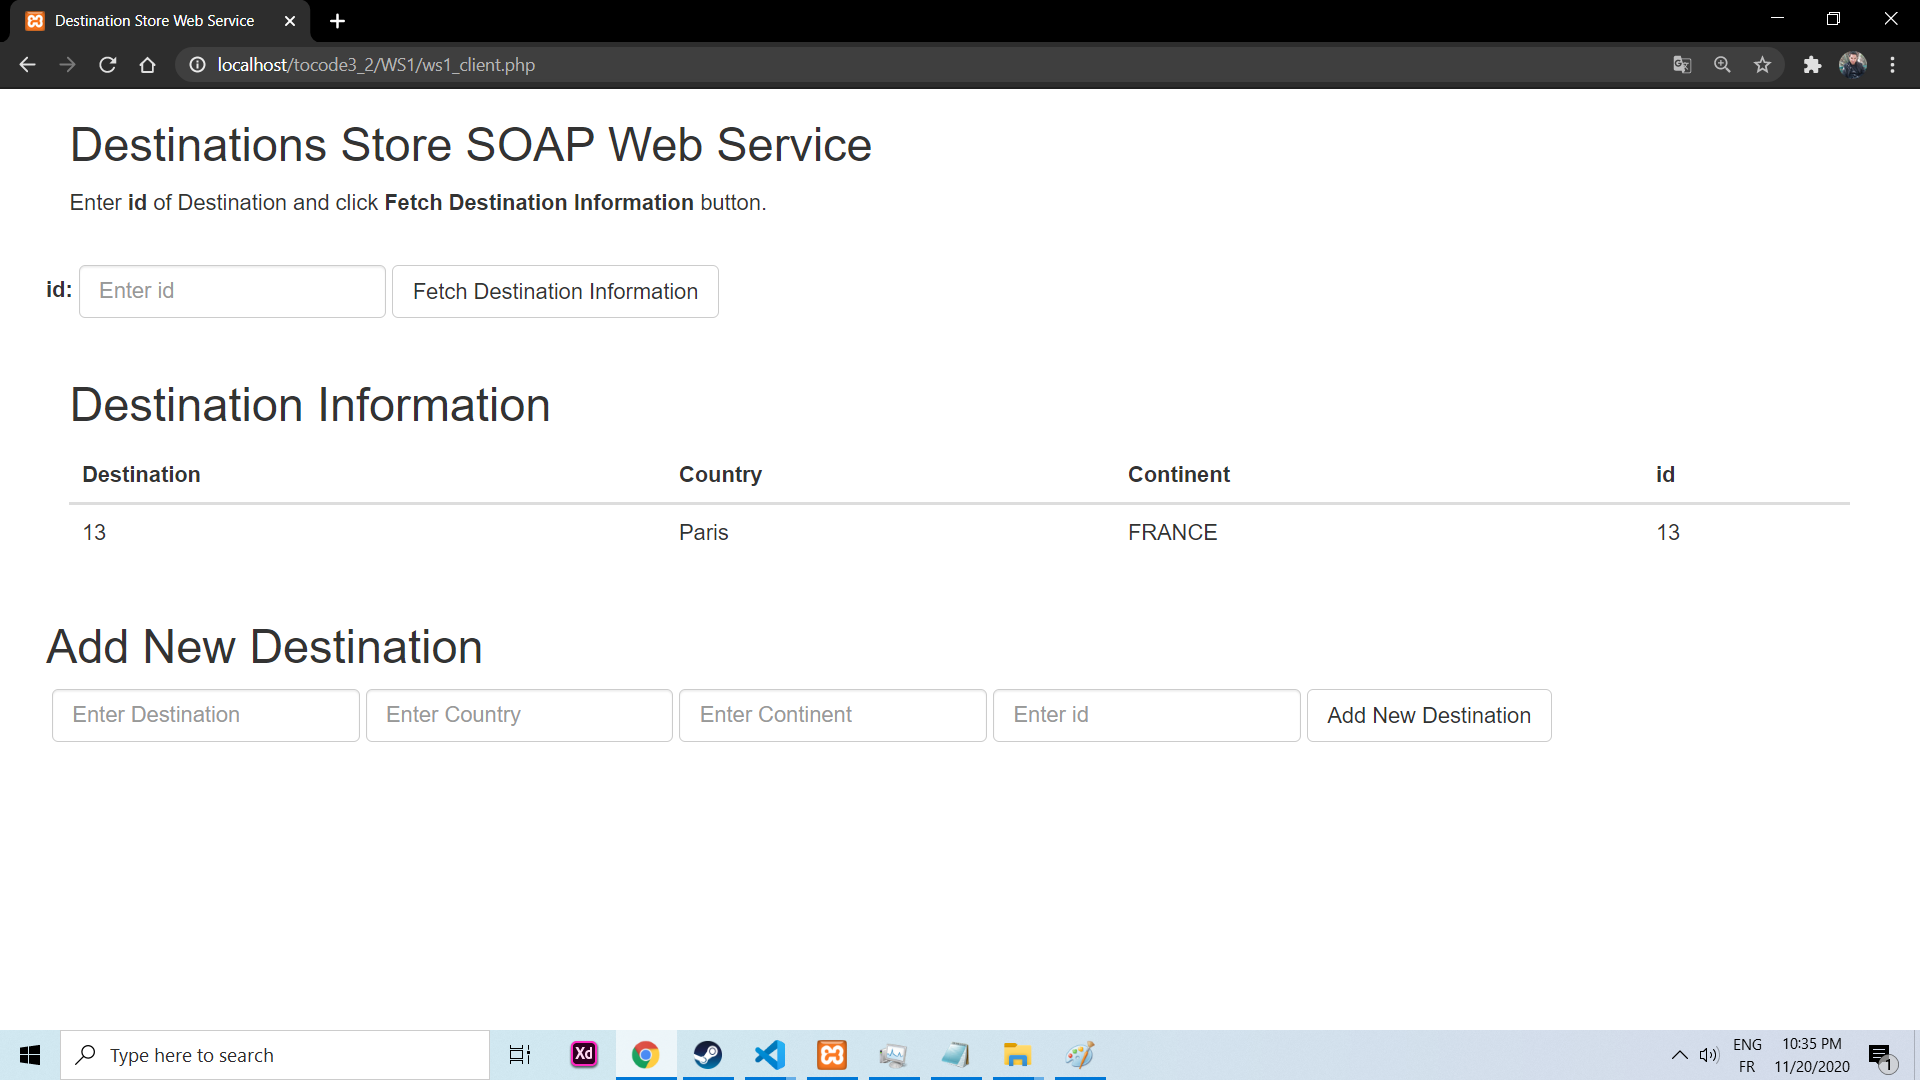 Destination Store Web Service
localhost/tocode3_2/WS1/ws1_client.php
Destinations Store SOAP Web Service
Enter id of Destination and click Fetch Destination Information button.
id: Enter id Fetch Destination Information
Destination Information
Destination Country Continent id
13 Paris FRANCE 13
Add New Destination
Enter Destination Enter Country Enter Continent Enter id Add New Destination
Type here to search
Xd
ENG 10:35 PM
FR 11/20/2020
1